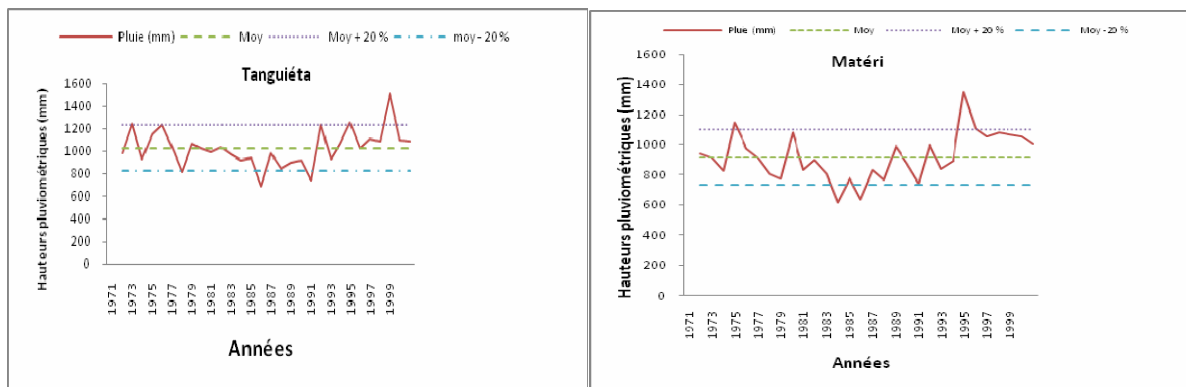 Pluie (mm) Moy Moy + 20 % moy - 20 %
Tanguiéta
Hauteurs pluviométriques (mm)
1600
1400
1200
1000
800
600
400
200
0
1971 1973 1975 1977 1979 1981 1983 1985 1987 1989 1991 1993 1995 1997 1999
Années
Pluie (mm) Moy Moy + 20 % Moy - 20 %
Matéri
Hauteurs pluviométriques (mm)
1600
1400
1200
1000
800
600
400
200
0
1971 1973 1975 1977 1979 1981 1983 1985 1987 1989 1991 1993 1995 1997 1999
Années